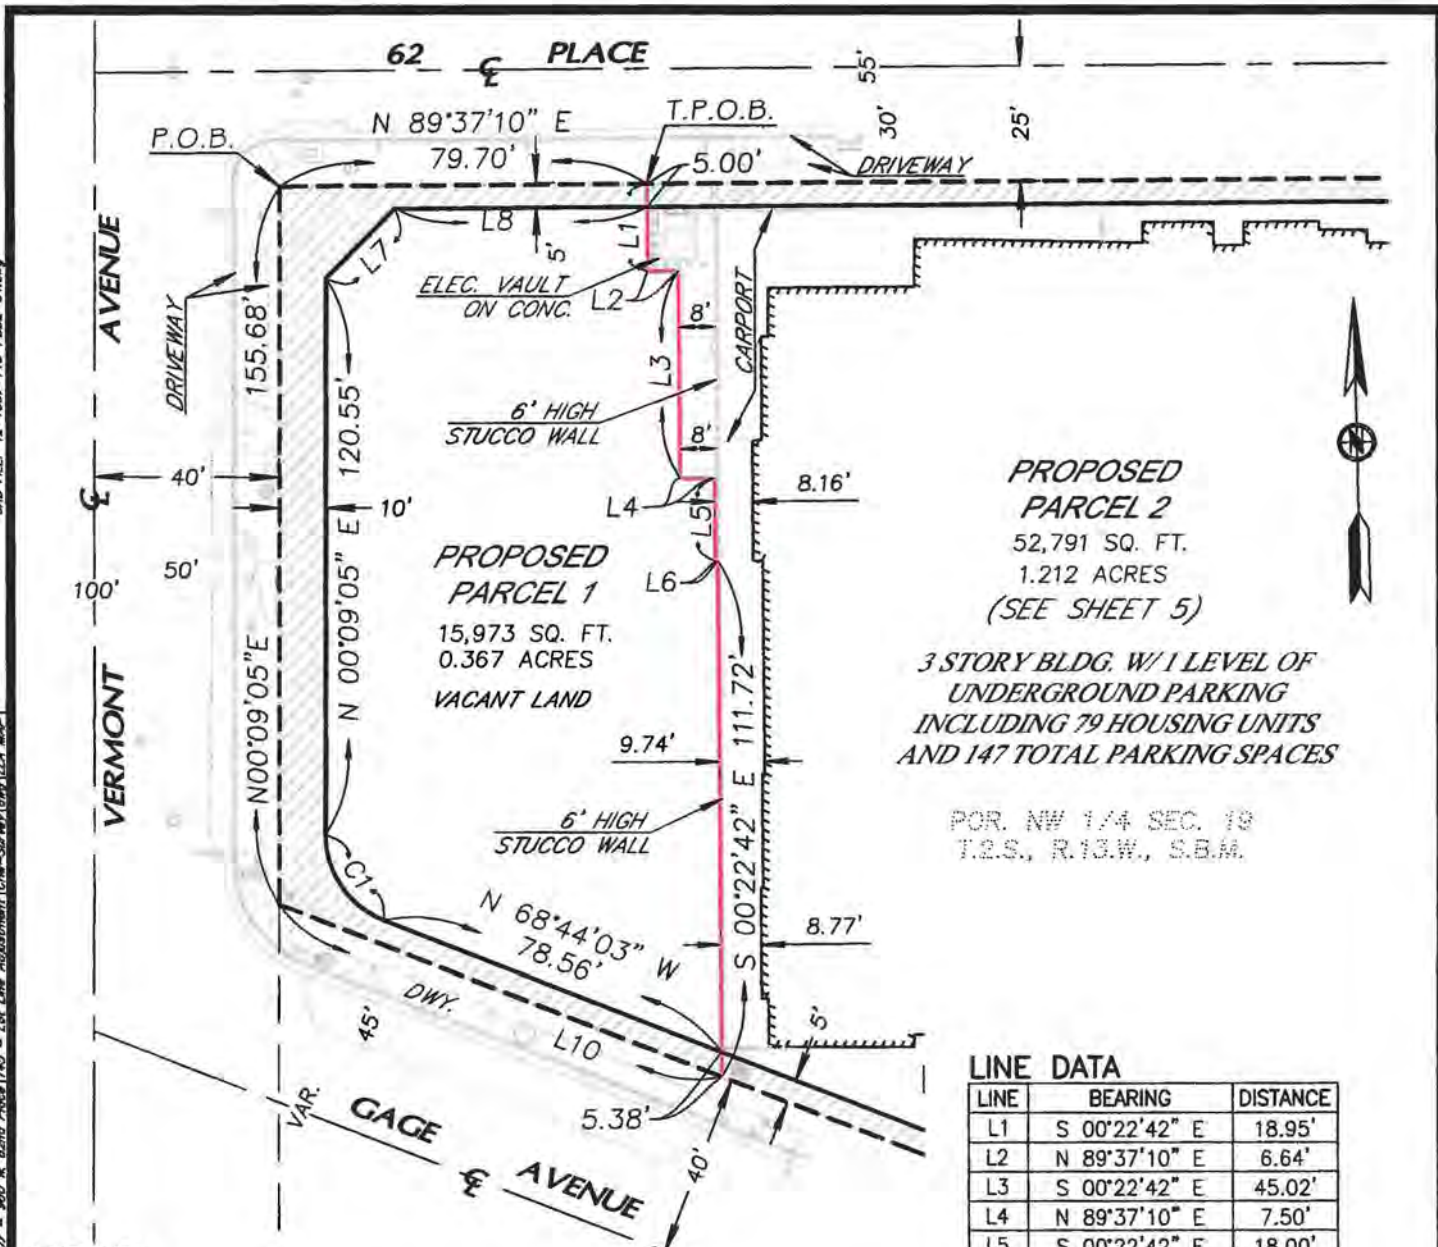 62 ℄ PLACE
55'
30'
25'
P.O.B.
N 89°37'10" E
79.70'
T.P.O.B.
5.00'
DRIVEWAY
L8
L7
5'
L1
ELEC. VAULT
ON CONC.
L2
8'
CARPORT
AVENUE
DRIVEWAY
155.68'
120.55'
L3
6' HIGH
STUCCO WALL
8'
40'
℄
10'
L4
L5
8.16'
50'
100'
L6
PROPOSED
PARCEL 1
15,973 SQ. FT.
0.367 ACRES
VACANT LAND
PROPOSED
PARCEL 2
52,791 SQ. FT.
1.212 ACRES
(SEE SHEET 5)
3 STORY BLDG. W/ 1 LEVEL OF
UNDERGROUND PARKING
INCLUDING 79 HOUSING UNITS
AND 147 TOTAL PARKING SPACES
N
N 00°09'05" E
N00°09'05"E
VERMONT
9.74'
S 00°22'42" E 111.72'
6' HIGH
STUCCO WALL
POR. NW 1/4 SEC. 19
T.2.S., R.13.W., S.B.M.
C1
N 68°44'03" W
78.56'
8.77'
DWY.
45'
L10
5'
VAR.
GAGE ℄ AVENUE
5.38'
40'
LINE DATA
LINE BEARING DISTANCE
L1 S 00°22'42" E 18.95'
L2 N 89°37'10" E 6.64'
L3 S 00°22'42" E 45.02'
L4 N 89°37'10" E 7.50'
L5 S 00°22'42" E 18.00'